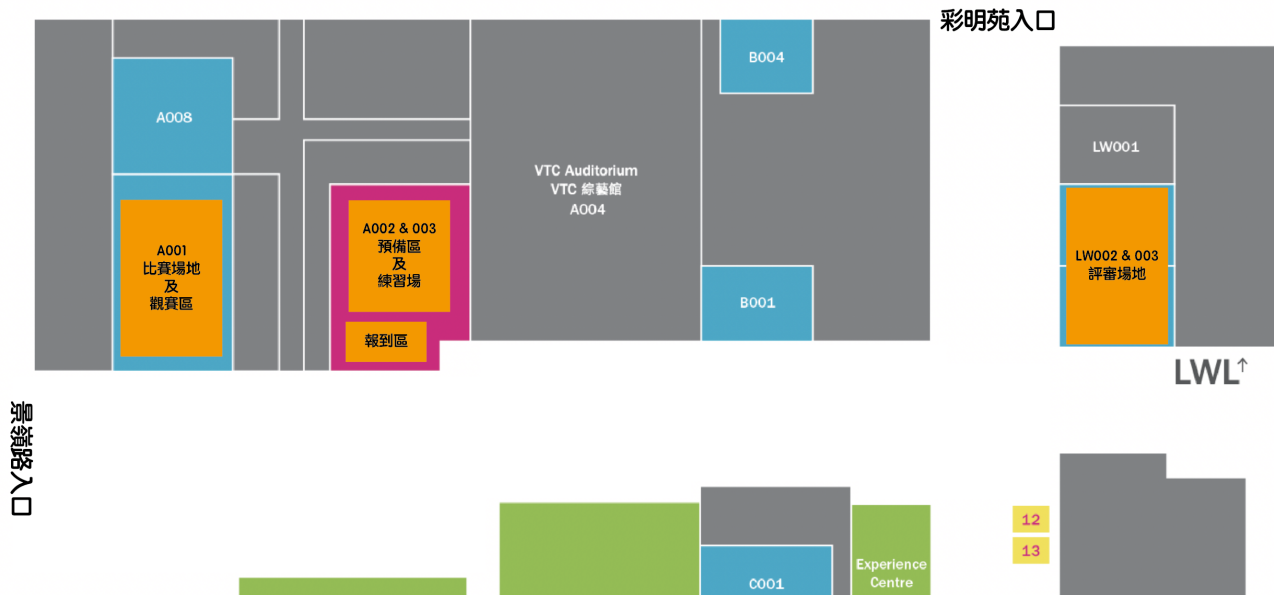 彩明苑入口
B004
A008
LW001
VTC Auditorium
VTC 綜藝館
A004
A002 & 003
預備區
及
練習場
A001
比賽場地
及
觀賽區
LW002 & 003
評審場地
B001
報到區
LWL↑
景嶺路入口
12
13
Experience
Centre
C001